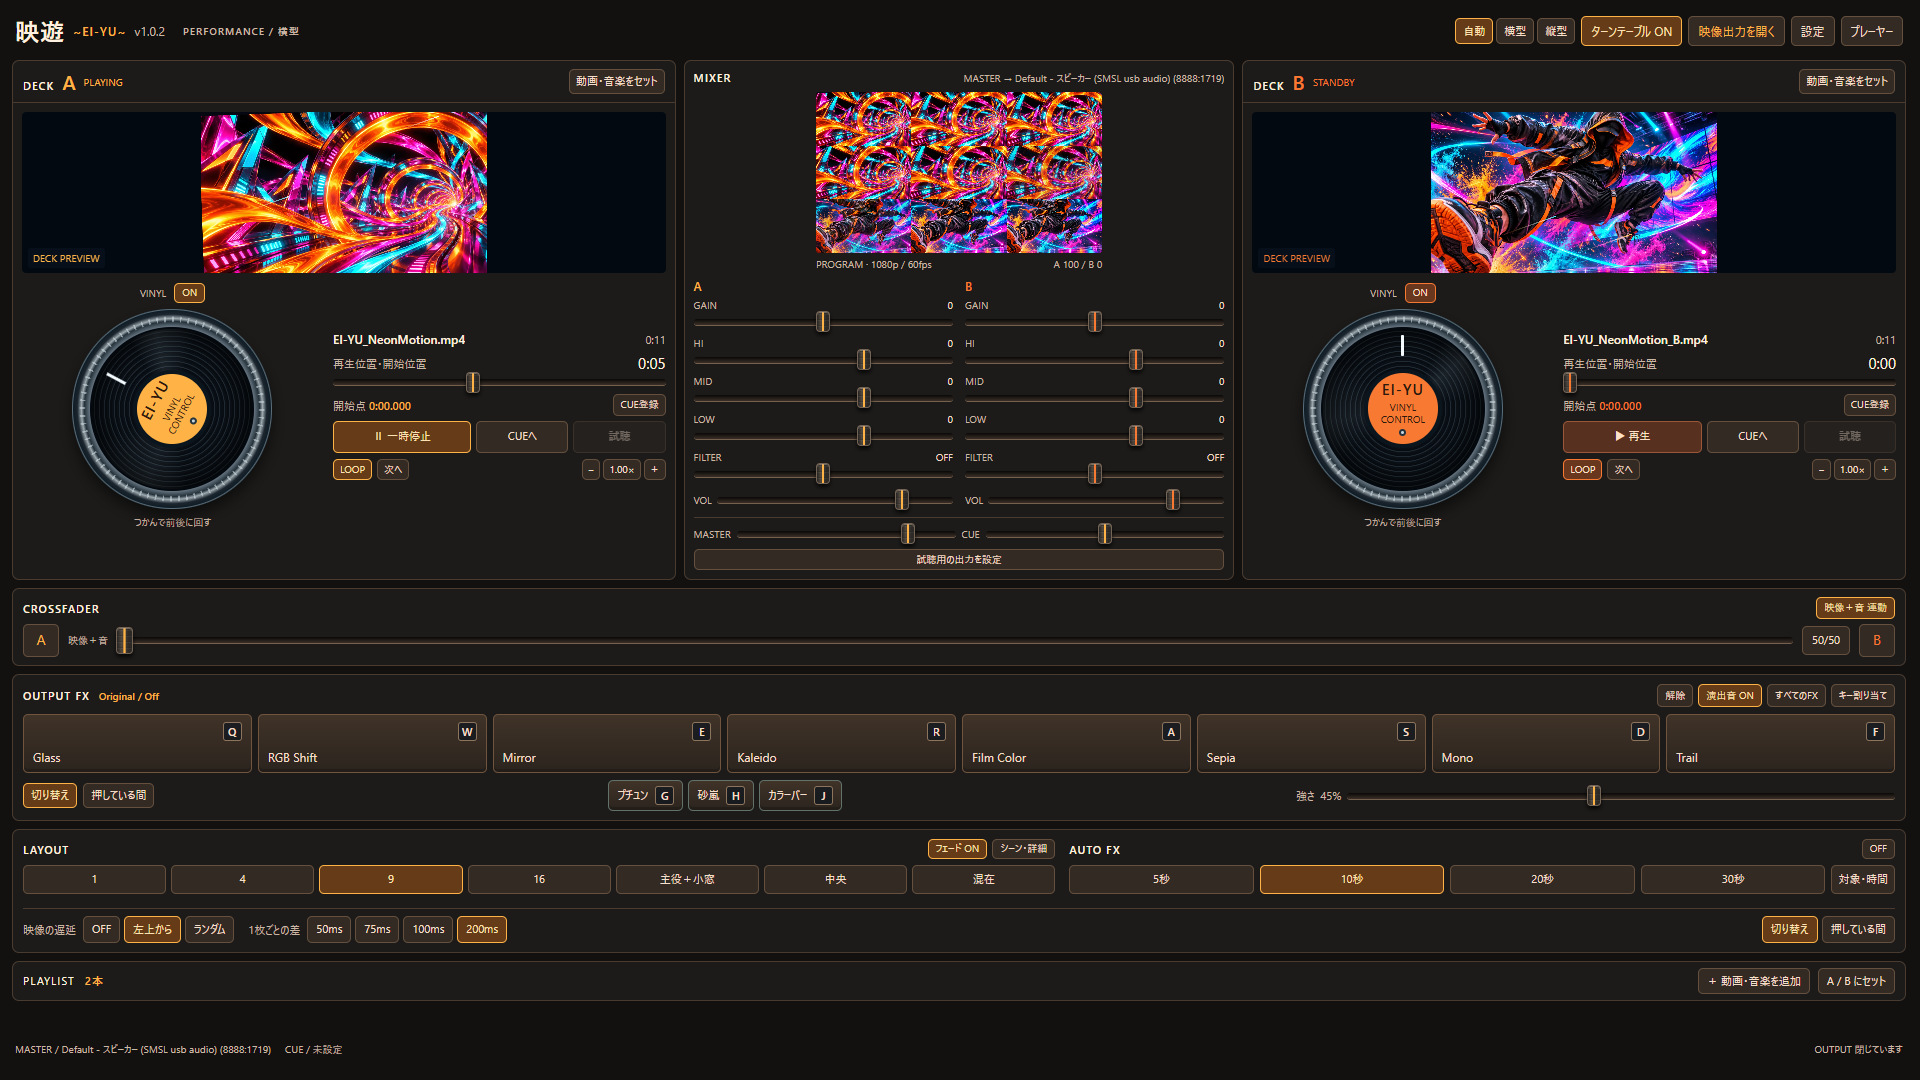 映遊 ~EI-YU~ v1.0.2 PERFORMANCE / 横型
自動 横型 縦型 ターンテーブル ON 映像出力を開く 設定 プレーヤー
DECK A PLAYING 動画・音楽をセット
DECK PREVIEW
VINYL ON
EI-YU
VINYL
CONTROL
つかんで前後に回す
EI-YU_NeonMotion.mp4 0:11
再生位置・開始位置 0:05
開始点 0:00.000 CUE登録
一時停止 CUEへ 試聴
LOOP 次へ − 1.00× +
MIXER MASTER → Default - スピーカー (SMSL usb audio) (8888:1719)
PROGRAM · 1080p / 60fps A 100 / B 0
A B
GAIN 0 GAIN 0
HI 0 HI 0
MID 0 MID 0
LOW 0 LOW 0
FILTER OFF FILTER OFF
VOL VOL
MASTER CUE
試聴用の出力を設定
DECK B STANDBY 動画・音楽をセット
DECK PREVIEW
VINYL ON
EI-YU
VINYL
CONTROL
つかんで前後に回す
EI-YU_NeonMotion_B.mp4 0:11
再生位置・開始位置 0:00
開始点 0:00.000 CUE登録
▶ 再生 CUEへ 試聴
LOOP 次へ − 1.00× +
CROSSFADER 映像＋音 連動
A 映像＋音 50/50 B
OUTPUT FX Original / Off 解除 演出音 ON すべてのFX キー割り当て
Glass Q RGB Shift W Mirror E Kaleido R Film Color A Sepia S Mono D Trail F
切り替え 押している間 プチュン G 砂嵐 H カラーバー J 強さ 45%
LAYOUT フェード ON シーン・詳細
1 4 9 16 主役＋小窓 中央 混在
AUTO FX OFF
5秒 10秒 20秒 30秒 対象・時間
映像の遅延 OFF 左上から ランダム 1枚ごとの差 50ms 75ms 100ms 200ms
切り替え 押している間
PLAYLIST 2本 ＋ 動画・音楽を追加 A / B にセット
MASTER / Default - スピーカー (SMSL usb audio) (8888:1719) CUE / 未設定
OUTPUT 閉じています